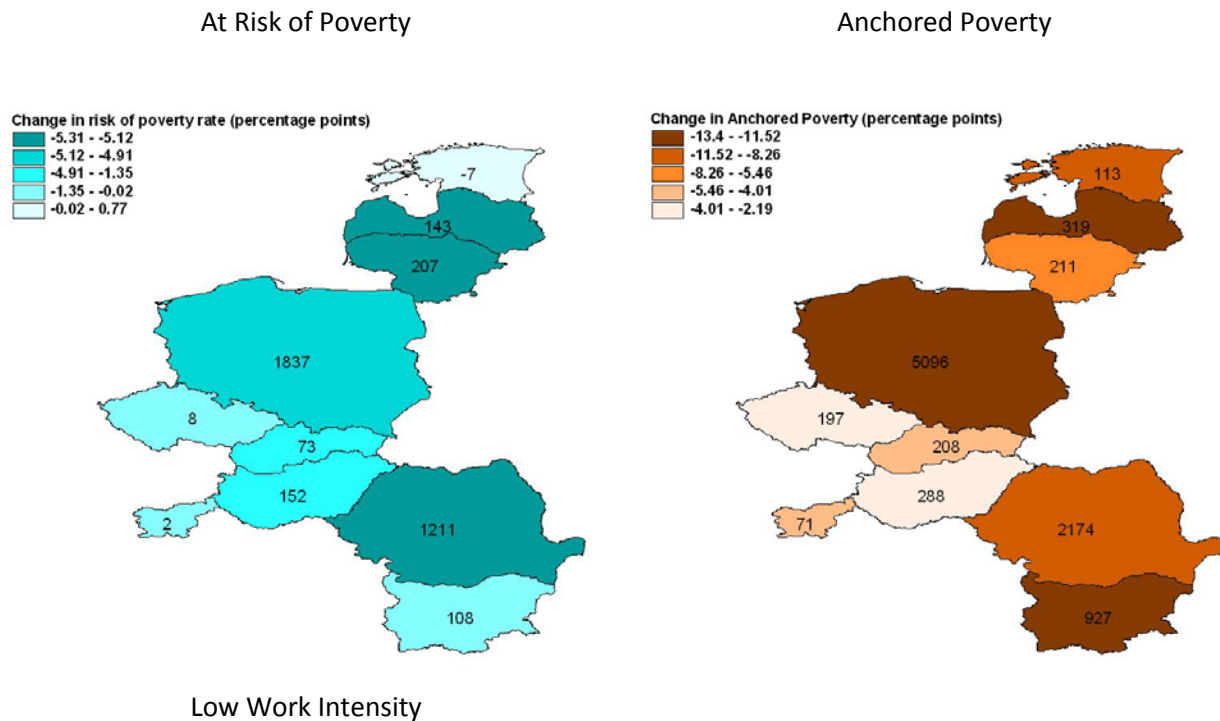 At Risk of Poverty
Anchored Poverty
Change in risk of poverty rate (percentage points)
-5.31 - -5.12
-5.12 - -4.91
-4.91 - -1.35
-1.35 - -0.02
-0.02 - 0.77
-7
143
207
1837
8
73
152
2
1211
108
Change in Anchored Poverty (percentage points)
-13.4 - -11.52
-11.52 - -8.26
-8.26 - -5.46
-5.46 - -4.01
-4.01 - -2.19
113
319
211
5096
197
208
288
71
2174
927
Low Work Intensity